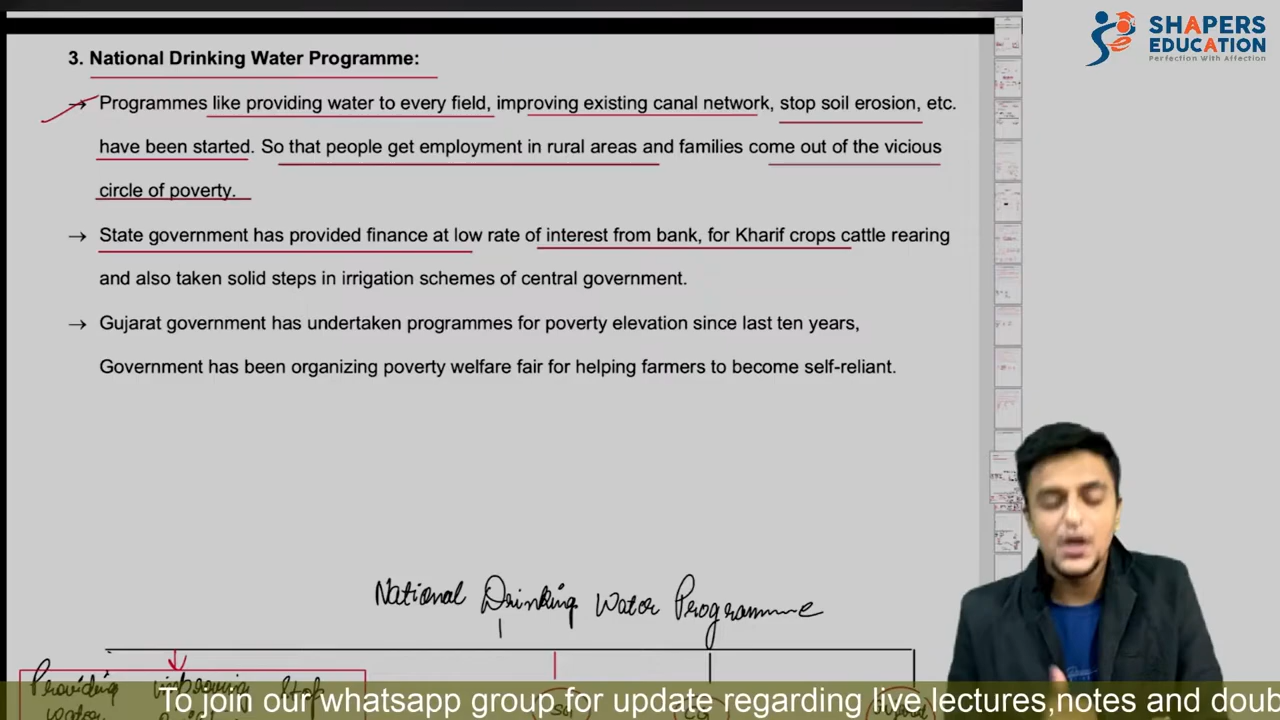 SHAPERS
EDUCATION
Perfection With Affection
3. National Drinking Water Programme:
→ Programmes like providing water to every field, improving existing canal network, stop soil erosion, etc.
have been started. So that people get employment in rural areas and families come out of the vicious
circle of poverty.
→ State government has provided finance at low rate of interest from bank, for Kharif crops cattle rearing
and also taken solid steps in irrigation schemes of central government.
→ Gujarat government has undertaken programmes for poverty elevation since last ten years,
Government has been organizing poverty welfare fair for helping farmers to become self-reliant.
National Drinking Water Programme
Providing improving Stop
water
To join our whatsapp group for update regarding live lectures,notes and doub